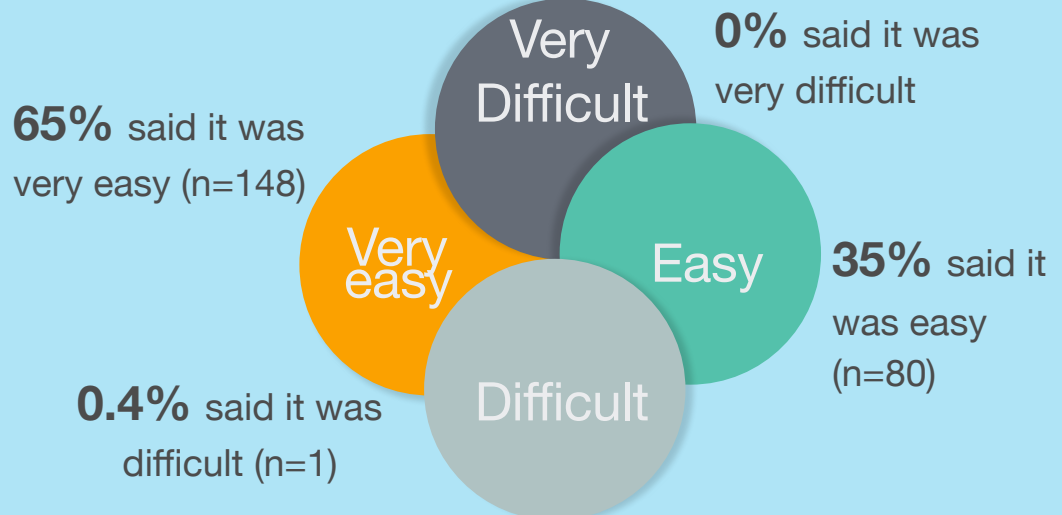 Very
Difficult
0% said it was
very difficult
65% said it was
very easy (n=148)
Very
easy
Easy
35% said it
was easy
(n=80)
0.4% said it was
difficult (n=1)
Difficult